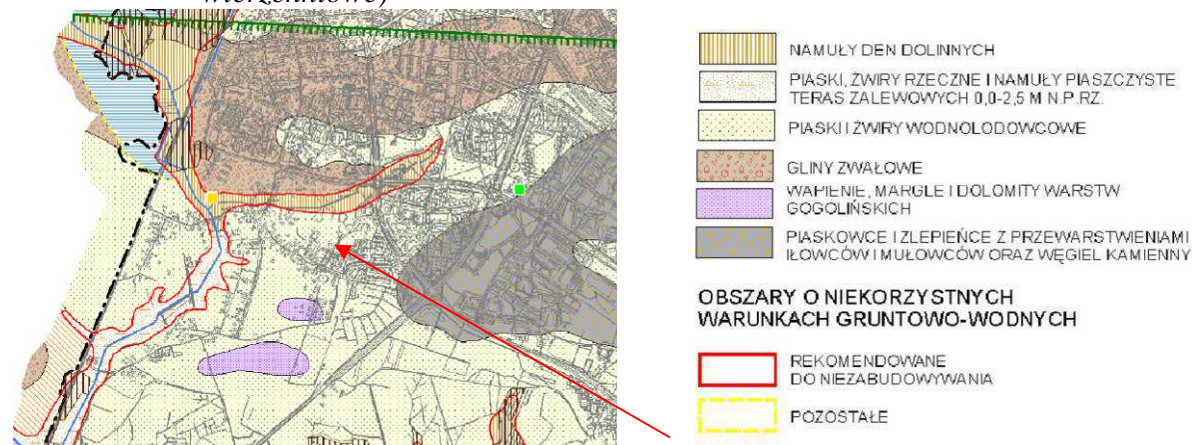 wierzchniowe)
NAMUŁY DEN DOLINNYCH
PIASKI, ŻWIRY RZECZNE I NAMUŁY PIASZCZYSTE
TERAS ZALEWOWYCH 0,0-2,5 M N.P.RZ.
PIASKI I ŻWIRY WODNOLODOWCOWE
GLINY ZWAŁOWE
WAPIENIE, MARGLE I DOLOMITY WARSTW
GOGOLIŃSKICH
PIASKOWCE I ZLEPIEŃCE Z PRZEWARSTWIENIAMI
IŁOWCÓW I MUŁOWCÓW ORAZ WĘGIEL KAMIENNY
OBSZARY O NIEKORZYSTNYCH
WARUNKACH GRUNTOWO-WODNYCH
REKOMENDOWANE
DO NIEZABUDOWYWANIA
POZOSTAŁE